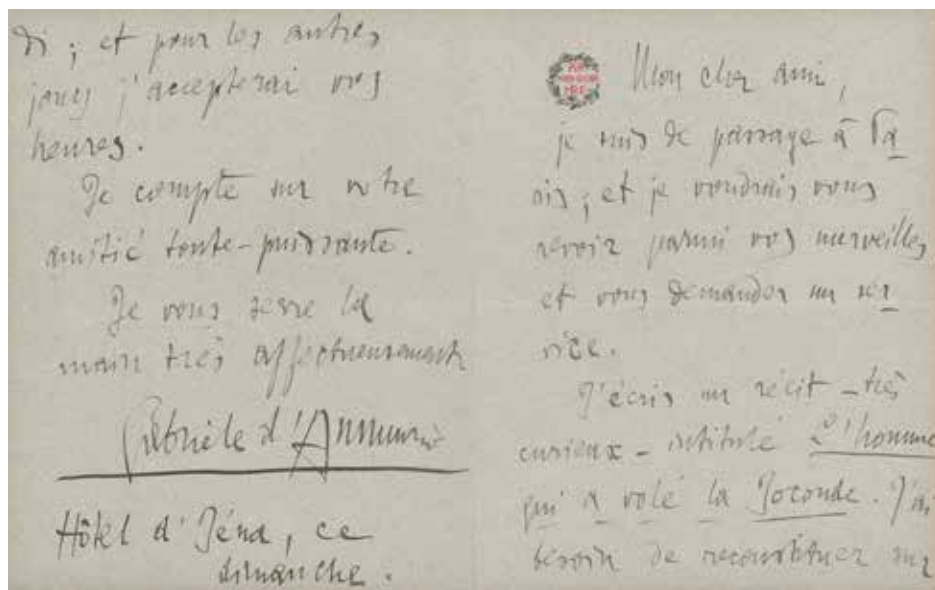 Mon cher ami,
je suis de passage à Pa
ris ; et je voudrais vous
revoir parmi vos merveilles,
et vous demander un ser
vice.
J'écris un récit – très
curieux – intitulé L'homme
qui a volé la Joconde. J'ai
besoin de reconstituer sur
di ; et pour les autres
jours j'accepterai vos
heures.
Je compte sur votre
amitié toute-puissante.
Je vous serre la
main très affectueusement
Gabriele d'Annunzio
Hôtel d'Jéna, ce
dimanche.